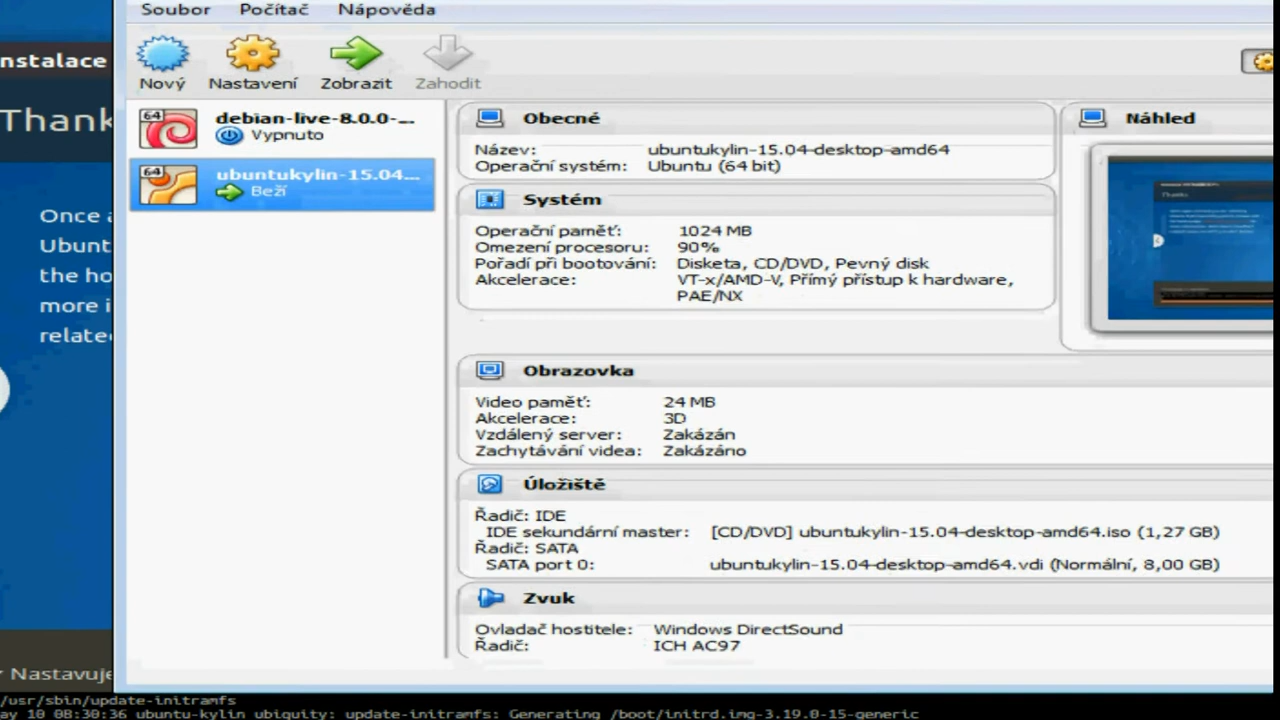 Soubor Počítač Nápověda
nstalace
Thank
Nový Nastavení Zobrazit Zahodit
64 debian-live-8.0.0-...
Vypnuto
64 ubuntukylin-15.04...
Beží
Once a
Ubunt
the ho
more i
related
Obecné
Název: ubuntukylin-15.04-desktop-amd64
Operační systém: Ubuntu (64 bit)
Systém
Operační paměť: 1024 MB
Omezení procesoru: 90%
Pořadí při bootování: Disketa, CD/DVD, Pevný disk
Akcelerace: VT-x/AMD-V, Přímý přístup k hardware,
PAE/NX
Náhled
Obrazovka
Video paměť: 24 MB
Akcelerace: 3D
Vzdálený server: Zakázán
Zachytávání videa: Zakázáno
Úložiště
Řadič: IDE
IDE sekundární master: [CD/DVD] ubuntukylin-15.04-desktop-amd64.iso (1,27 GB)
Řadič: SATA
SATA port 0: ubuntukylin-15.04-desktop-amd64.vdi (Normální, 8,00 GB)
Zvuk
Ovladač hostitele: Windows DirectSound
Řadič: ICH AC97
Nastavuje
/usr/sbin/update-initramfs
ay 10 08:30:36 ubuntu-kylin ubiquity: update-initramfs: Generating /boot/initrd.img-3.19.0-15-generic